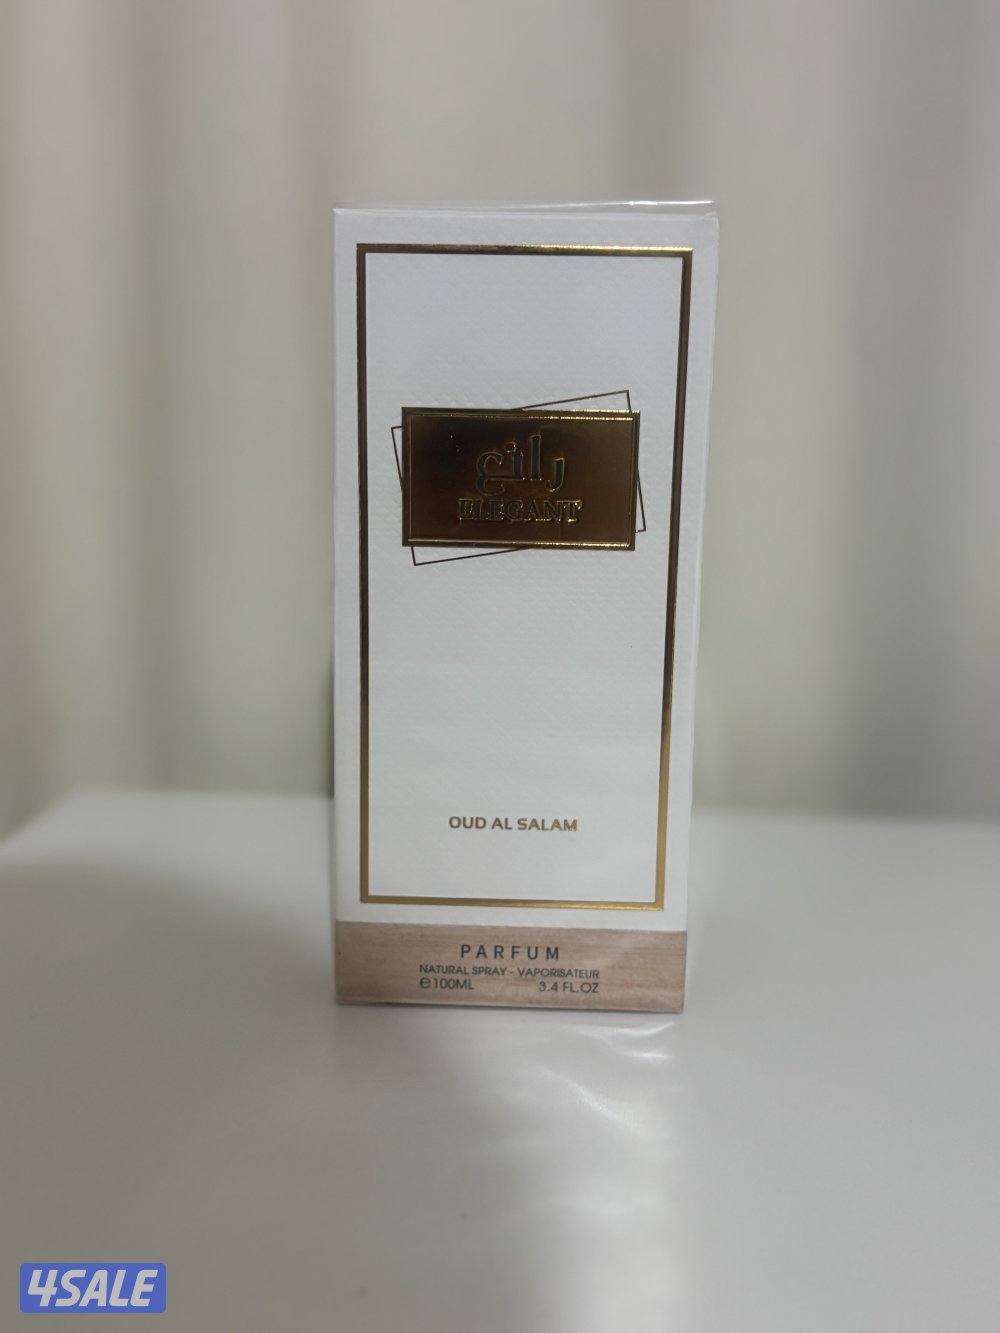 رائع
ELEGANT
OUD AL SALAM
PARFUM
NATURAL SPRAY - VAPORISATEUR
℮100ML 3.4 FL.OZ
4SALE